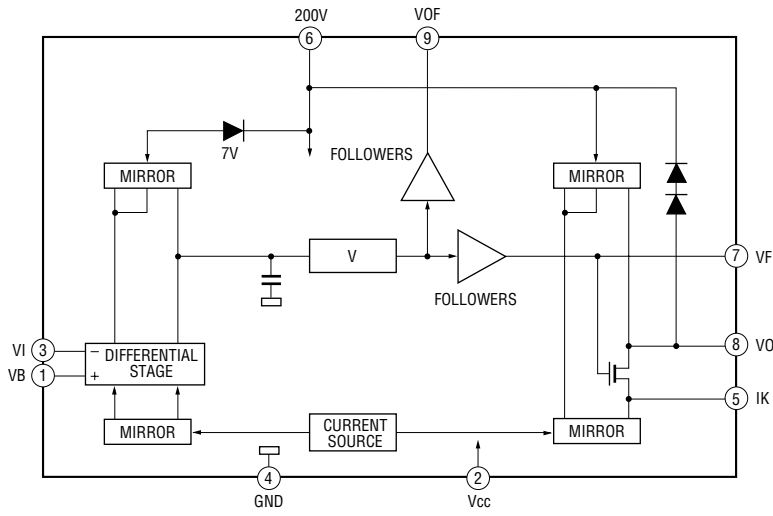 200V
VOF
6
9
7V
FOLLOWERS
MIRROR
MIRROR
V
FOLLOWERS
7
VF
VI
3
−
DIFFERENTIAL
STAGE
VB
1
+
8
VO
5
IK
MIRROR
CURRENT
SOURCE
MIRROR
4
GND
2
Vcc